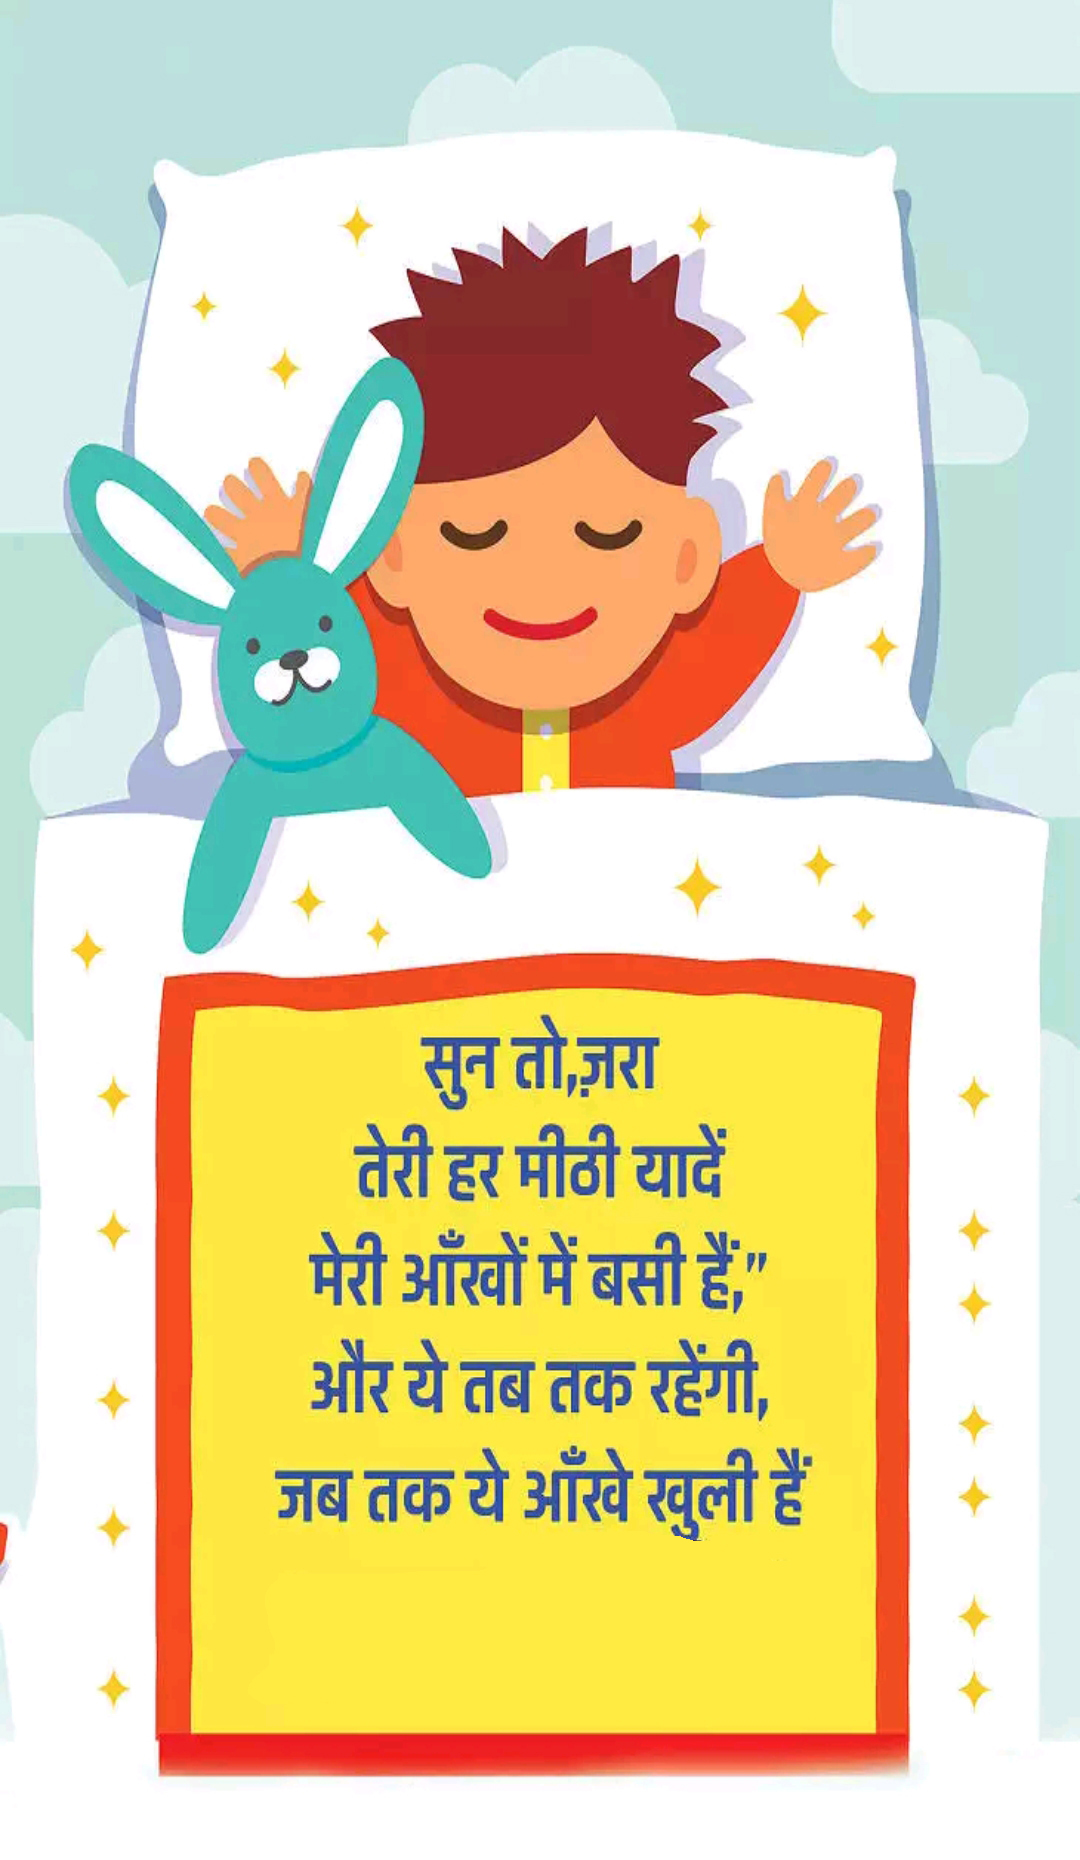 सुन तो,ज़रा
तेरी हर मीठी यादें
मेरी आँखों में बसी हैं,”
और ये तब तक रहेंगी,
जब तक ये आँखे खुली हैं